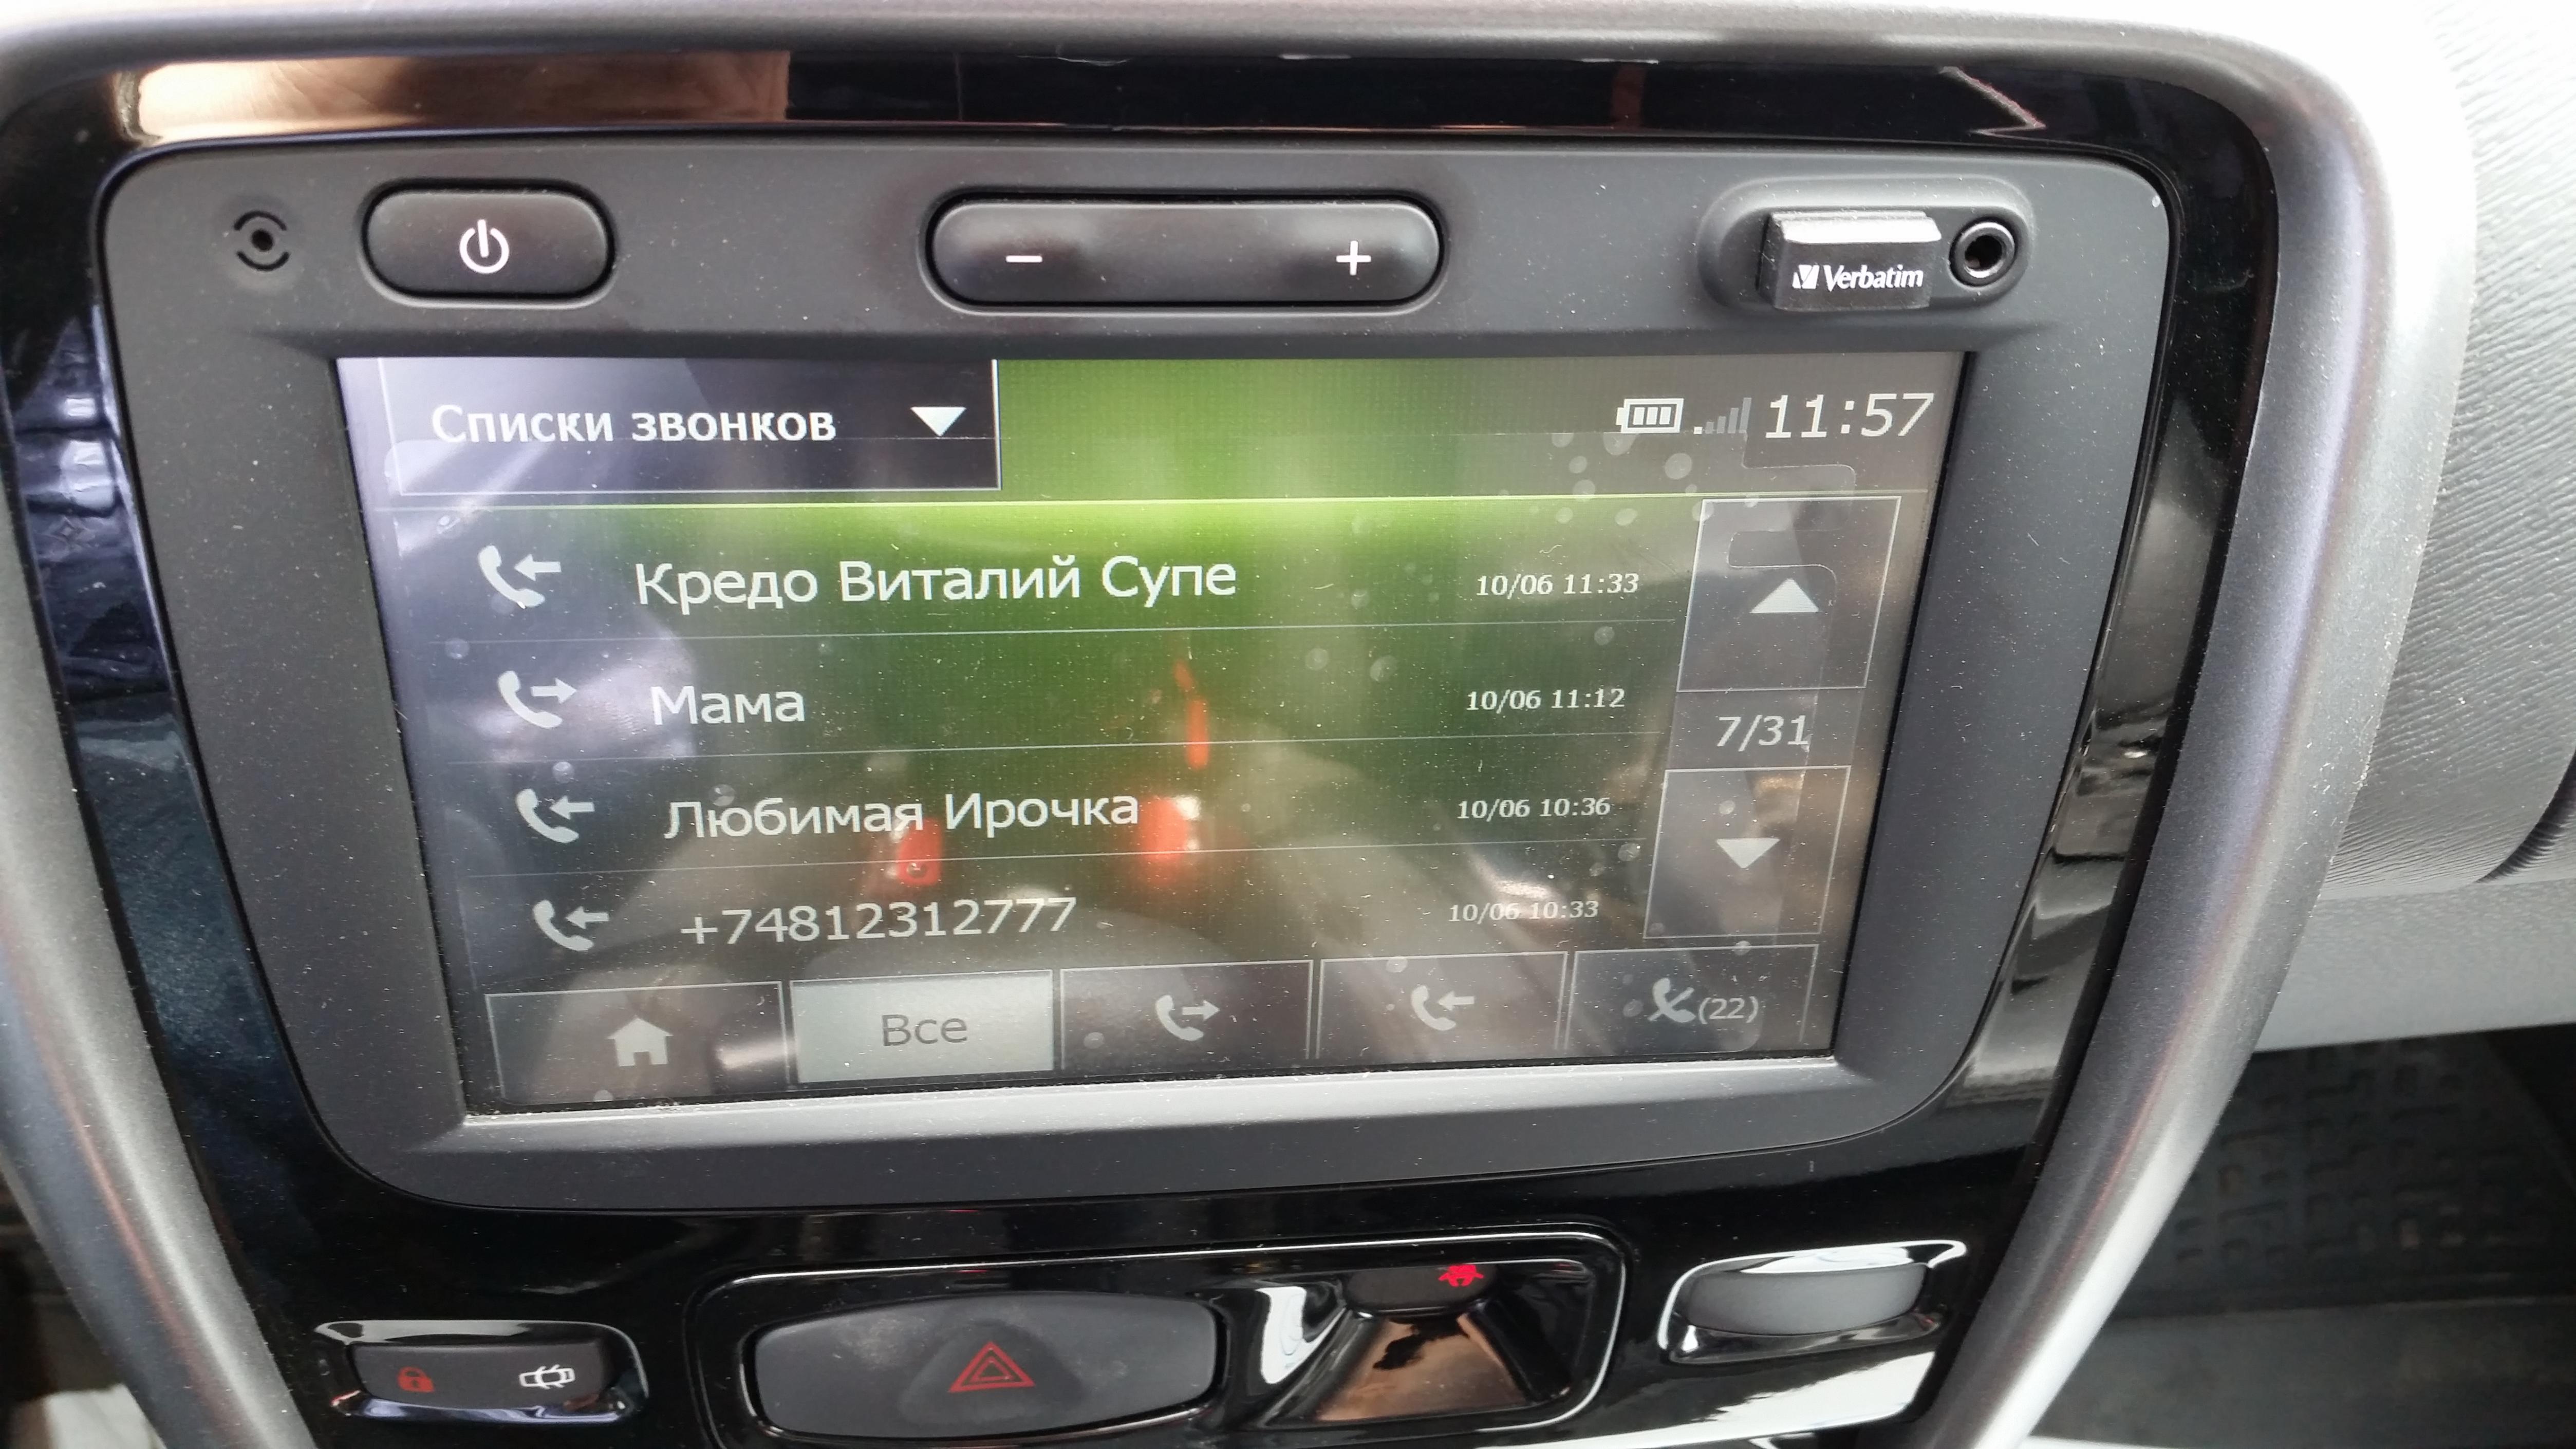 Verbatim
Списки звонков
11:57
Кредо Виталий Супе 10/06 11:33
Мама 10/06 11:12
7/31
Любимая Ирочка 10/06 10:36
+74812312777 10/06 10:33
Все
(22)